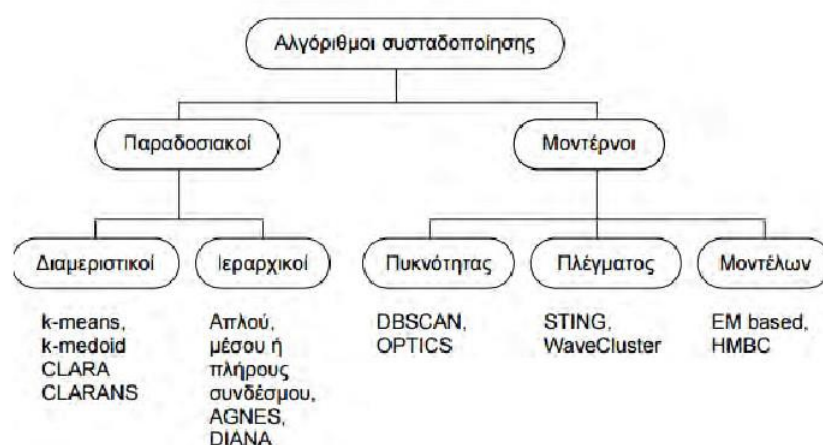 Αλγόριθμοι συσταδοποίησης
Παραδοσιακοί
Μοντέρνοι
Διαμεριστικοί
Ιεραρχικοί
Πυκνότητας
Πλέγματος
Μοντέλων
k-means,
k-medoid
CLARA
CLARANS
Απλού,
μέσου ή
πλήρους
συνδέσμου,
AGNES,
DIANA
DBSCAN,
OPTICS
STING,
WaveCluster
EM based,
HMBC